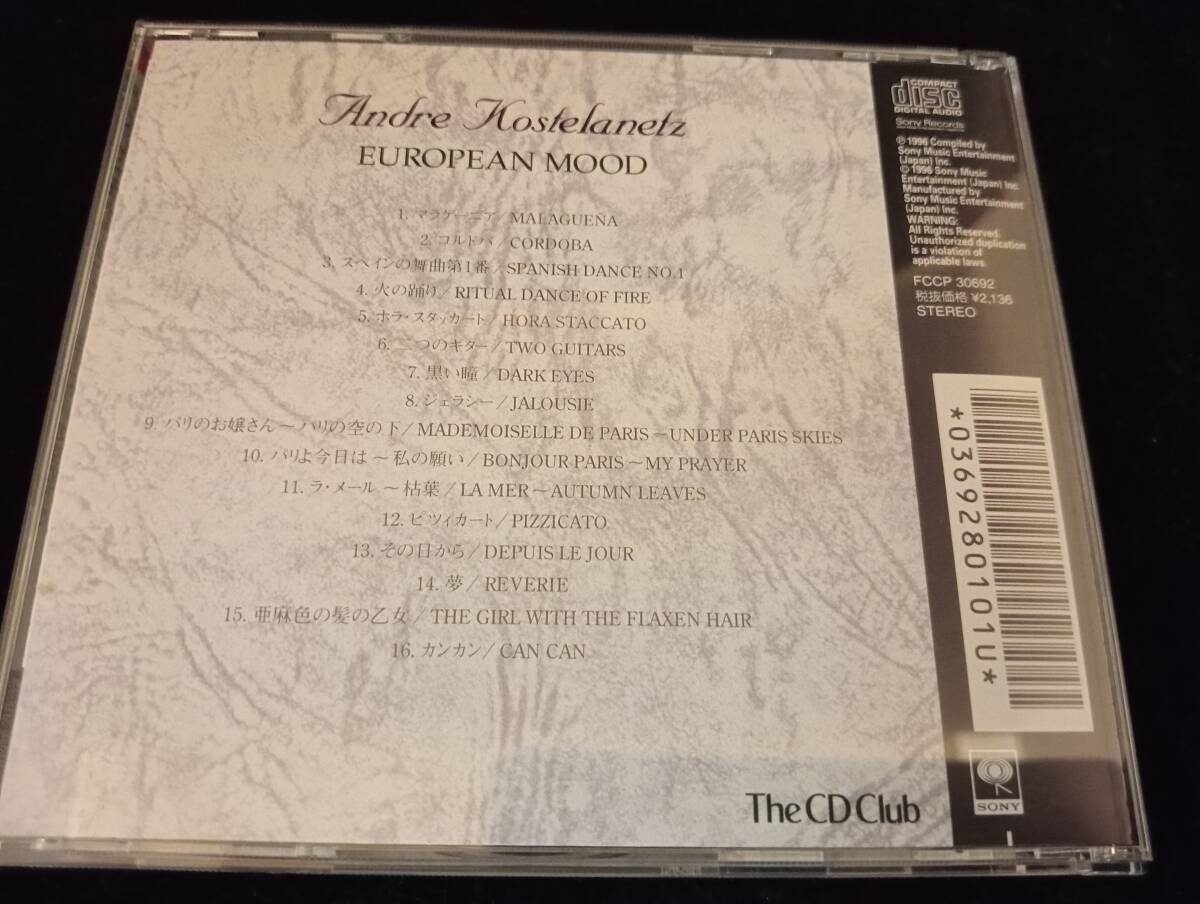 Andre Kostelanetz
EUROPEAN MOOD
1. マラゲーニア/MALAGUEÑA
2. コルドバ/CORDOBA
3. スペインの舞曲第1番/SPANISH DANCE NO.1
4. 火の踊り/RITUAL DANCE OF FIRE
5. ホラ・スタッカート/HORA STACCATO
6. 二つのギター/TWO GUITARS
7. 黒い瞳/DARK EYES
8. ジェラシー/JALOUSIE
9. パリのお嬢さん～パリの空の下/MADEMOISELLE DE PARIS～UNDER PARIS SKIES
10. パリよ今日は～私の願い/BONJOUR PARIS～MY PRAYER
11. ラ・メール～枯葉/LA MER～AUTUMN LEAVES
12. ピツィカート/PIZZICATO
13. その日から/DEPUIS LE JOUR
14. 夢/REVERIE
15. 亜麻色の髪の乙女/THE GIRL WITH THE FLAXEN HAIR
16. カンカン/CAN CAN
The CD Club
COMPACT
disc
DIGITAL AUDIO
Sony Records
℗1996 Compiled by
Sony Music Entertainment
(Japan) Inc.
©1996 Sony Music
Entertainment (Japan) Inc.
Manufactured by
Sony Music Entertainment
(Japan) Inc.
WARNING:
All Rights Reserved.
Unauthorized duplication
is a violation of
applicable laws.
FCCP 30692
税抜価格 ¥2,136
STEREO
*0369280101U*
SONY